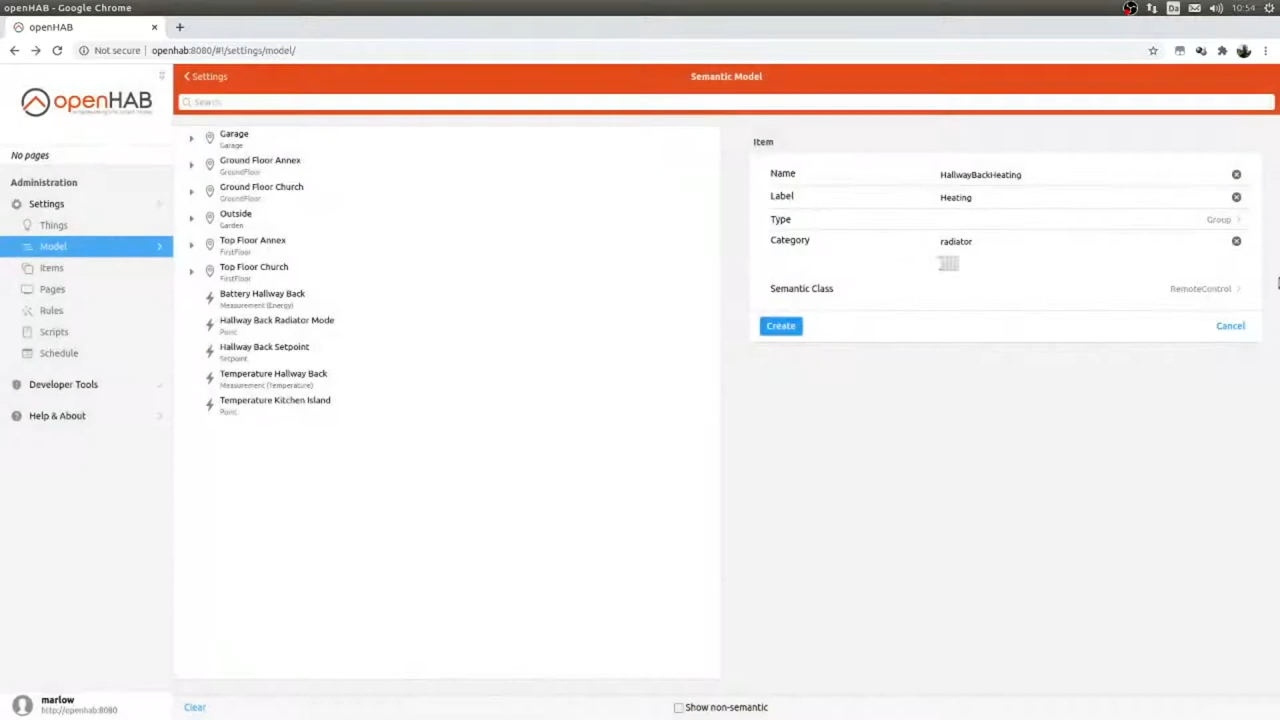 openHAB - Google Chrome
Da
10:54
openHAB
Not secure
openhab:8080/#!/settings/model/
openHAB
Settings
Semantic Model
Search
No pages
Administration
Settings
Things
Model
Items
Pages
Rules
Scripts
Schedule
Developer Tools
Help & About
Garage
Garage
Ground Floor Annex
GroundFloor
Ground Floor Church
GroundFloor
Outside
Garden
Top Floor Annex
FirstFloor
Top Floor Church
FirstFloor
Battery Hallway Back
Measurement (Energy)
Hallway Back Radiator Mode
Point
Hallway Back Setpoint
Setpoint
Temperature Hallway Back
Measurement (Temperature)
Temperature Kitchen Island
Point
Item
Name
HallwayBackHeating
Label
Heating
Type
Group
Category
radiator
Semantic Class
RemoteControl
Create
Cancel
marlow
http://openhab:8080
Clear
Show non-semantic